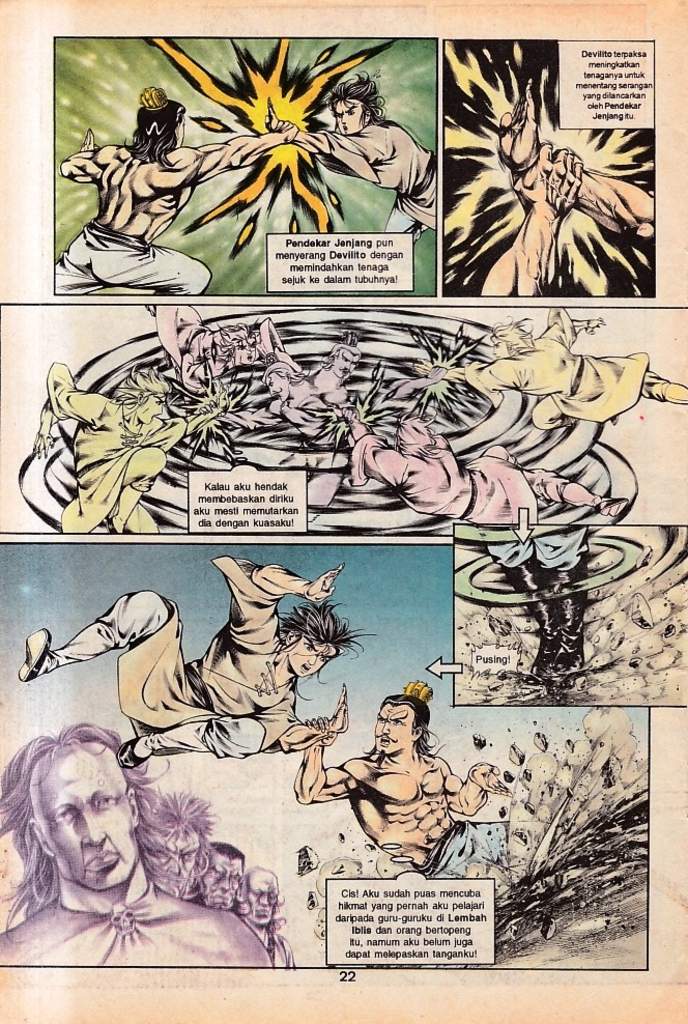 Pendekar Jenjang pun
menyerang Devilito dengan
memindahkan tenaga
sejuk ke dalam tubuhnya!
Devilito terpaksa
meningkatkan
tenaganya untuk
menentang serangan
yang dilancarkan
oleh Pendekar
Jenjang itu.
Kalau aku hendak
membebaskan diriku
aku mesti memutarkan
dia dengan kuasaku!
Pusing!
Cis! Aku sudah puas mencuba
hikmat yang pernah aku pelajari
daripada guru-guruku di Lembah
Iblis dan orang bertopeng
itu, namum aku belum juga
dapat melepaskan tanganku!
22